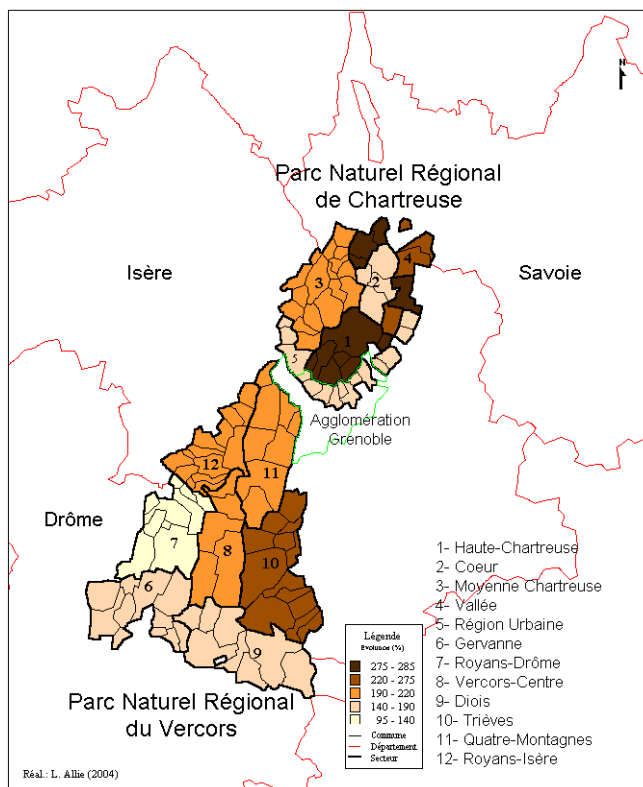 N
Parc Naturel Régional
de Chartreuse
Isère
Savoie
4
2
3
1
5
Agglomération
Grenoble
12
11
Drôme
7
8
10
6
9
1- Haute-Chartreuse
2- Coeur
3- Moyenne Chartreuse
4- Vallée
5- Région Urbaine
6- Gervanne
7- Royans-Drôme
8- Vercors-Centre
9- Diois
10- Trièves
11- Quatre-Montagnes
12- Royans-Isère
Légende
Evolution (%)
275 - 285
220 - 275
190 - 220
140 - 190
95 - 140
Commune
Département
Secteur
Parc Naturel Régional
du Vercors
Réal.: L. Allie (2004)